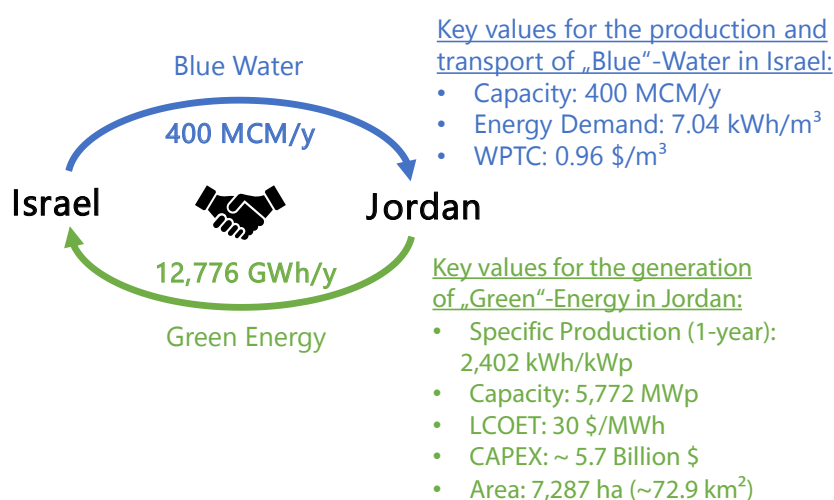 Key values for the production and
transport of „Blue“-Water in Israel:
• Capacity: 400 MCM/y
• Energy Demand: 7.04 kWh/m³
• WPTC: 0.96 $/m³
Blue Water
400 MCM/y
Israel
Jordan
12,776 GWh/y
Green Energy
Key values for the generation
of „Green“-Energy in Jordan:
• Specific Production (1-year):
2,402 kWh/kWp
• Capacity: 5,772 MWp
• LCOET: 30 $/MWh
• CAPEX: ~ 5.7 Billion $
• Area: 7,287 ha (~72.9 km²)